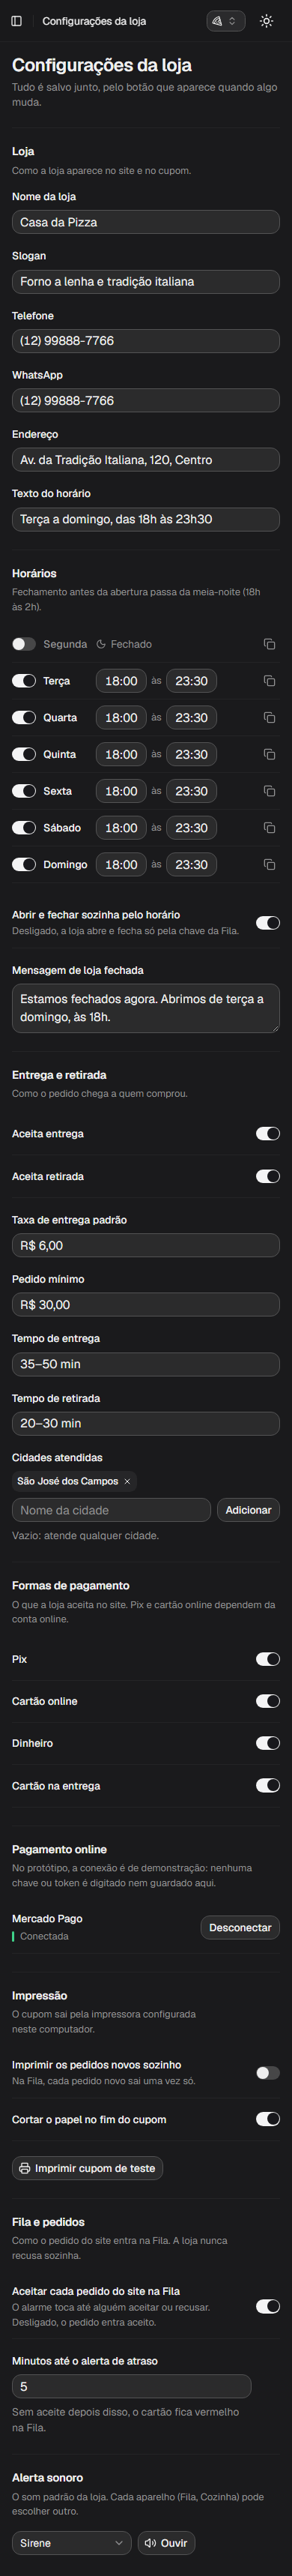 Configurações da loja
Configurações da loja
Tudo é salvo junto, pelo botão que aparece quando algo
muda.
Loja
Como a loja aparece no site e no cupom.
Nome da loja
Casa da Pizza
Slogan
Forno a lenha e tradição italiana
Telefone
(12) 99888-7766
WhatsApp
(12) 99888-7766
Endereço
Av. da Tradição Italiana, 120, Centro
Texto do horário
Terça a domingo, das 18h às 23h30
Horários
Fechamento antes da abertura passa da meia-noite (18h
às 2h).
Segunda Fechado
Terça 18:00 às 23:30
Quarta 18:00 às 23:30
Quinta 18:00 às 23:30
Sexta 18:00 às 23:30
Sábado 18:00 às 23:30
Domingo 18:00 às 23:30
Abrir e fechar sozinha pelo horário
Desligado, a loja abre e fecha só pela chave da Fila.
Mensagem de loja fechada
Estamos fechados agora. Abrimos de terça a
domingo, às 18h.
Entrega e retirada
Como o pedido chega a quem comprou.
Aceita entrega
Aceita retirada
Taxa de entrega padrão
R$ 6,00
Pedido mínimo
R$ 30,00
Tempo de entrega
35–50 min
Tempo de retirada
20–30 min
Cidades atendidas
São José dos Campos ×
Nome da cidade Adicionar
Vazio: atende qualquer cidade.
Formas de pagamento
O que a loja aceita no site. Pix e cartão online dependem da
conta online.
Pix
Cartão online
Dinheiro
Cartão na entrega
Pagamento online
No protótipo, a conexão é de demonstração: nenhuma
chave ou token é digitado nem guardado aqui.
Mercado Pago
Conectada
Desconectar
Impressão
O cupom sai pela impressora configurada
neste computador.
Imprimir os pedidos novos sozinho
Na Fila, cada pedido novo sai uma vez só.
Cortar o papel no fim do cupom
Imprimir cupom de teste
Fila e pedidos
Como o pedido do site entra na Fila. A loja nunca
recusa sozinha.
Aceitar cada pedido do site na Fila
O alarme toca até alguém aceitar ou recusar.
Desligado, o pedido entra aceito.
Minutos até o alerta de atraso
5
Sem aceite depois disso, o cartão fica vermelho
na Fila.
Alerta sonoro
O som padrão da loja. Cada aparelho (Fila, Cozinha) pode
escolher outro.
Sirene Ouvir